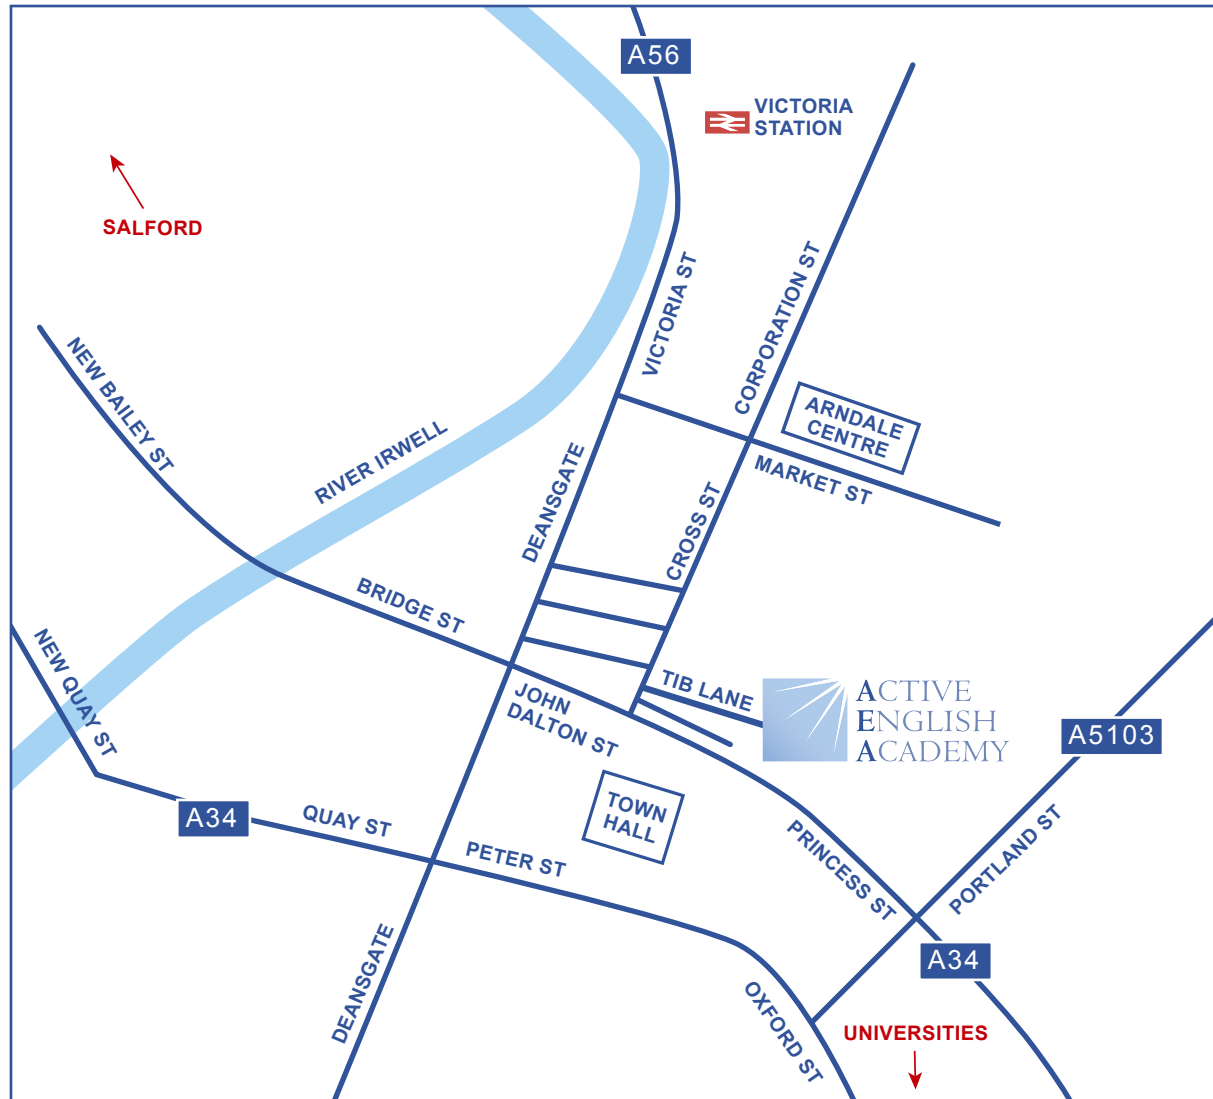 A56
VICTORIA
STATION
SALFORD
VICTORIA ST
CORPORATION ST
NEW BAILEY ST
ARNDALE
CENTRE
RIVER IRWELL
DEANSGATE
MARKET ST
CROSS ST
BRIDGE ST
NEW QUAY ST
TIB LANE
JOHN
DALTON ST
ACTIVE
ENGLISH
ACADEMY
A5103
A34
QUAY ST
TOWN
HALL
PETER ST
PRINCESS ST
PORTLAND ST
A34
DEANSGATE
OXFORD ST
UNIVERSITIES